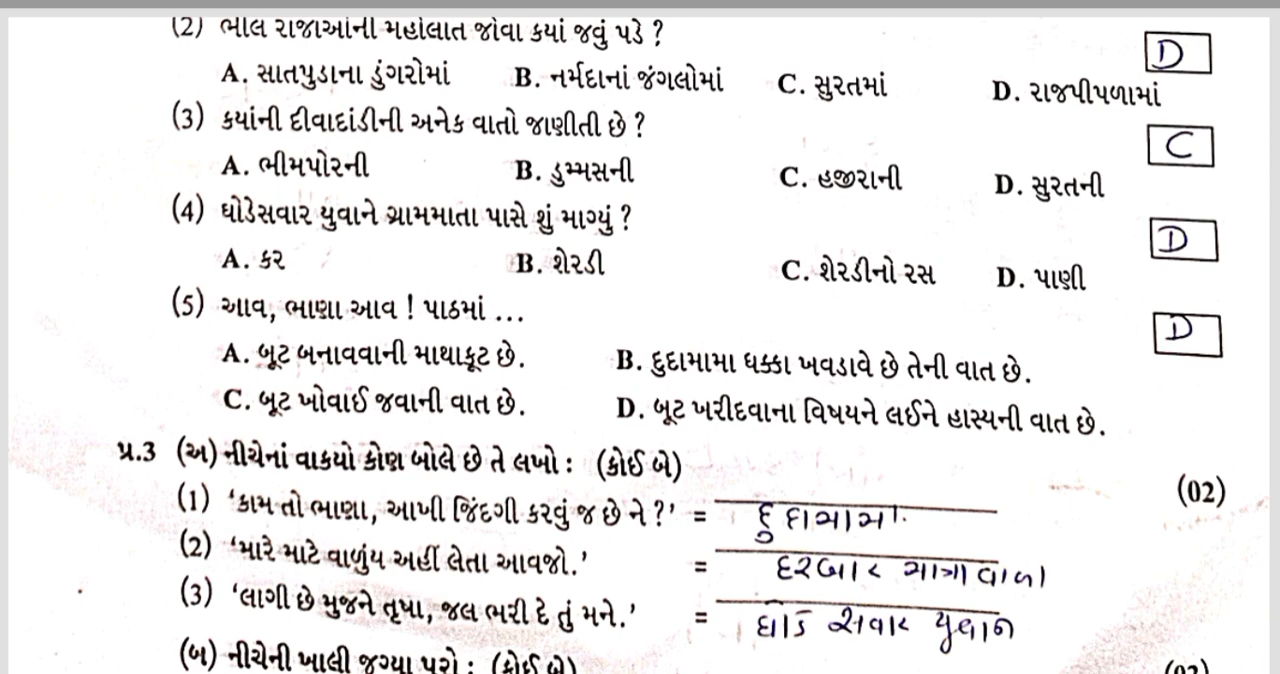 (2) ભીલ રાજાઓની મહોલાત જોવા કયાં જવું પડે ?
D
A. સાતપુડાના ડુંગરોમાં B. નર્મદાનાં જંગલોમાં C. સુરતમાં D. રાજપીપળામાં
(3) કયાંની દીવાદાંડીની અનેક વાતો જાણીતી છે ?
C
A. ભીમપોરની B. ડુમ્મસની C. હજીરાની D. સુરતની
(4) ઘોડેસવાર યુવાને ગ્રામમાતા પાસે શું માગ્યું ?
D
A. કર B. શેરડી C. શેરડીનો રસ D. પાણી
(5) આવ, ભાણા આવ ! પાઠમાં ...
D
A. બૂટ બનાવવાની માથાકૂટ છે. B. દુદામામા ધક્કા ખવડાવે છે તેની વાત છે.
C. બૂટ ખોવાઈ જવાની વાત છે. D. બૂટ ખરીદવાના વિષયને લઈને હાસ્યની વાત છે.
પ્ર.3 (અ) નીચેનાં વાકયો કોણ બોલે છે તે લખો : (કોઈ બે) (02)
(1) ‘કામ તો ભાણા, આખી જિંદગી કરવું જ છે ને ?’ = દુદામામા.
(2) ‘મારે માટે વાળુંય અહીં લેતા આવજો.’ = દરબાર માત્રાવાળા
(3) ‘લાગી છે મુજને તૃષા, જલ ભરી દે તું મને.’ = ઘોડે સવાર યુવાન
(બ) નીચેની ખાલી જગ્યા પૂરો : (કોઈ બે) (02)